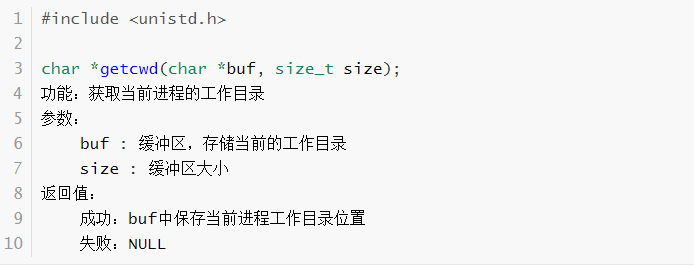 1 #include <unistd.h>
2
3 char *getcwd(char *buf, size_t size);
4 功能：获取当前进程的工作目录
5 参数：
6     buf : 缓冲区，存储当前的工作目录
7     size : 缓冲区大小
8 返回值：
9     成功：buf中保存当前进程工作目录位置
10     失败：NULL